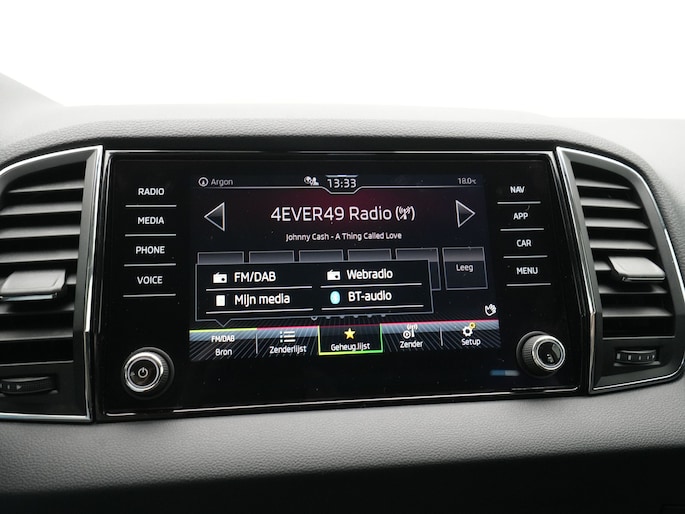 Argon 13:33 18.0°c
RADIO
MEDIA
PHONE
VOICE
4EVER49 Radio
Johnny Cash - A Thing Called Love
Leeg
FM/DAB Webradio
Mijn media BT-audio
FM/DAB
Bron Zenderlijst Geheug.lijst Zender Setup
NAV
APP
CAR
MENU